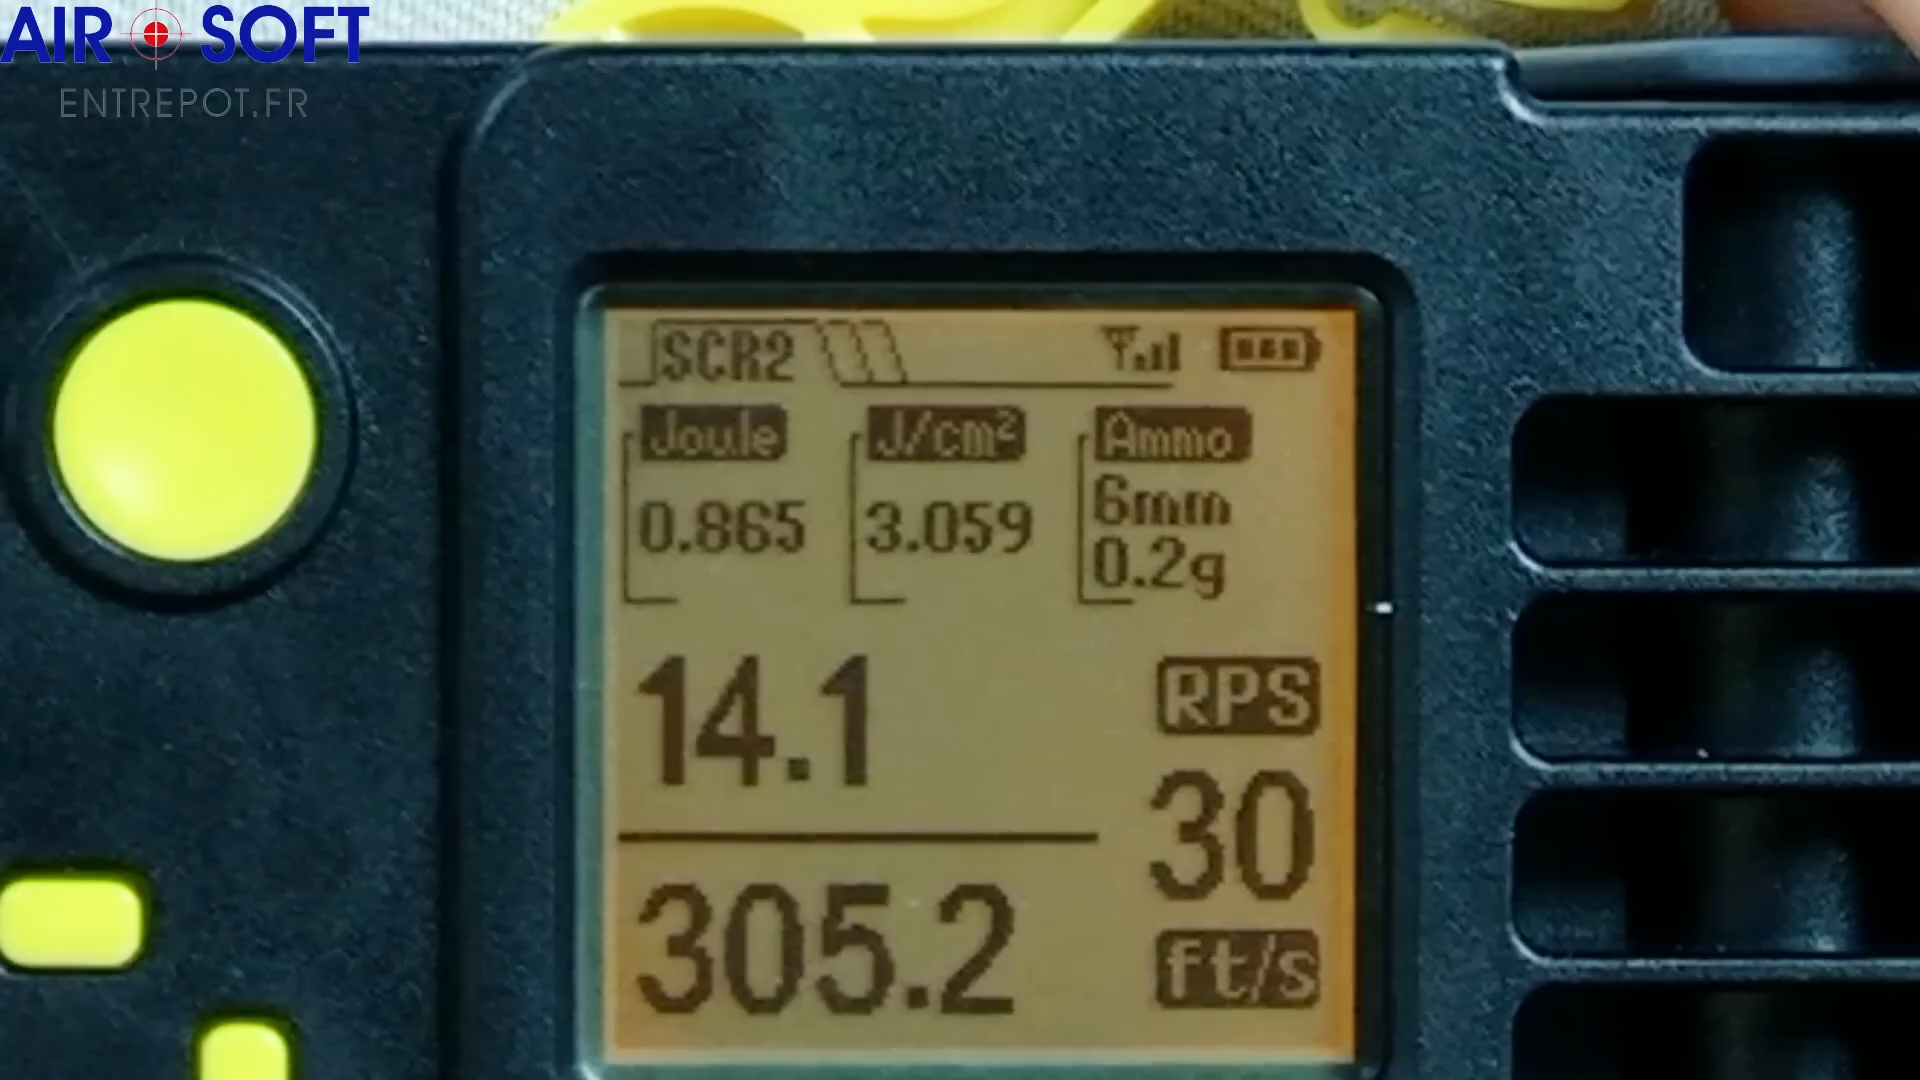 AIR SOFT
ENTREPOT.FR
SCR2
Joule J/cm² Ammo
0.865 3.059 6mm
0.2g
14.1 RPS
30
305.2 ft/s